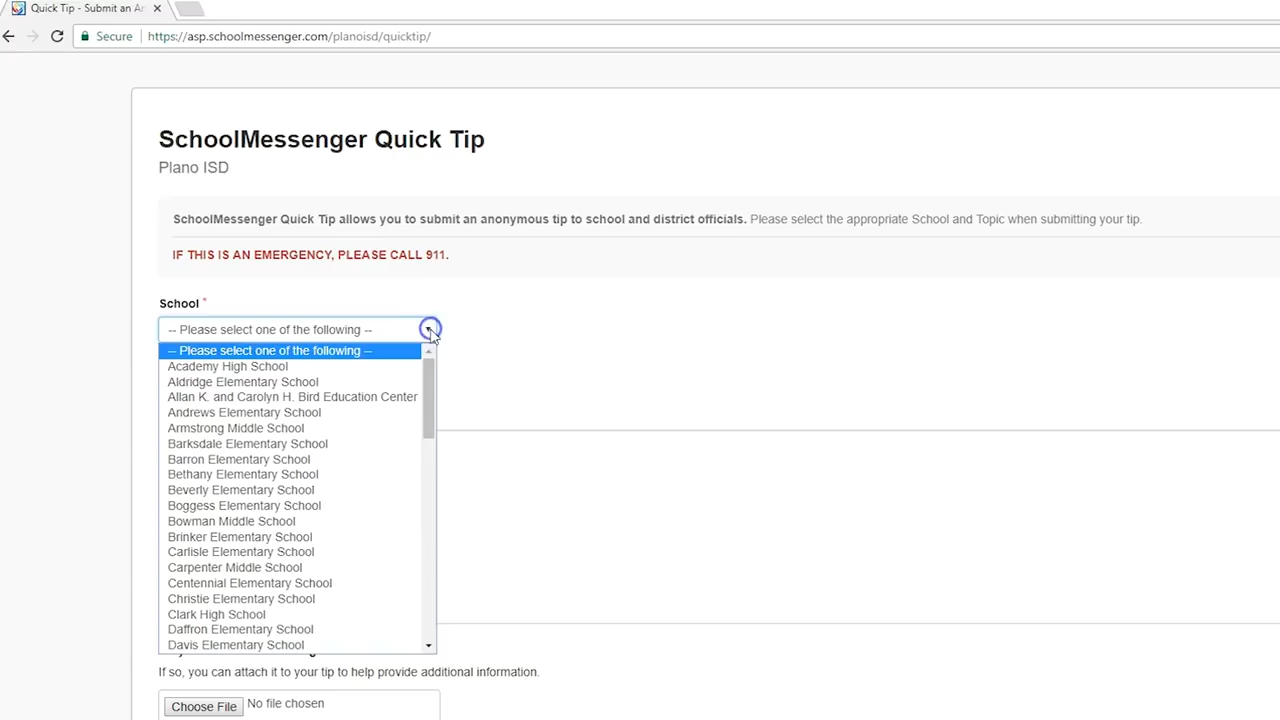 Quick Tip - Submit an
Secure https://asp.schoolmessenger.com/planoisd/quicktip/
SchoolMessenger Quick Tip
Plano ISD
SchoolMessenger Quick Tip allows you to submit an anonymous tip to school and district officials. Please select the appropriate School and Topic when submitting your tip.
IF THIS IS AN EMERGENCY, PLEASE CALL 911.
School *
-- Please select one of the following --
-- Please select one of the following --
Academy High School
Aldridge Elementary School
Allan K. and Carolyn H. Bird Education Center
Andrews Elementary School
Armstrong Middle School
Barksdale Elementary School
Barron Elementary School
Bethany Elementary School
Beverly Elementary School
Boggess Elementary School
Bowman Middle School
Brinker Elementary School
Carlisle Elementary School
Carpenter Middle School
Centennial Elementary School
Christie Elementary School
Clark High School
Daffron Elementary School
Davis Elementary School
If so, you can attach it to your tip to help provide additional information.
Choose File No file chosen